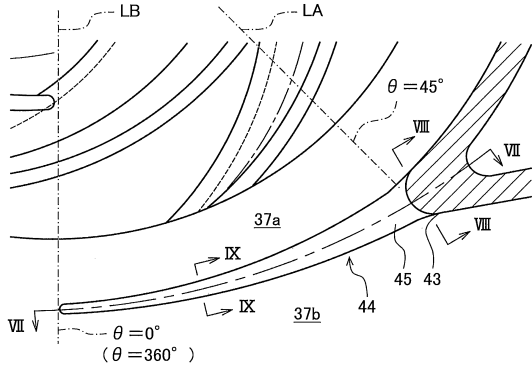 LB
LA
θ=45°
VIII
VII
37a
VIII
IX
45
43
IX
44
VII
37b
θ=0°
(θ=360°)